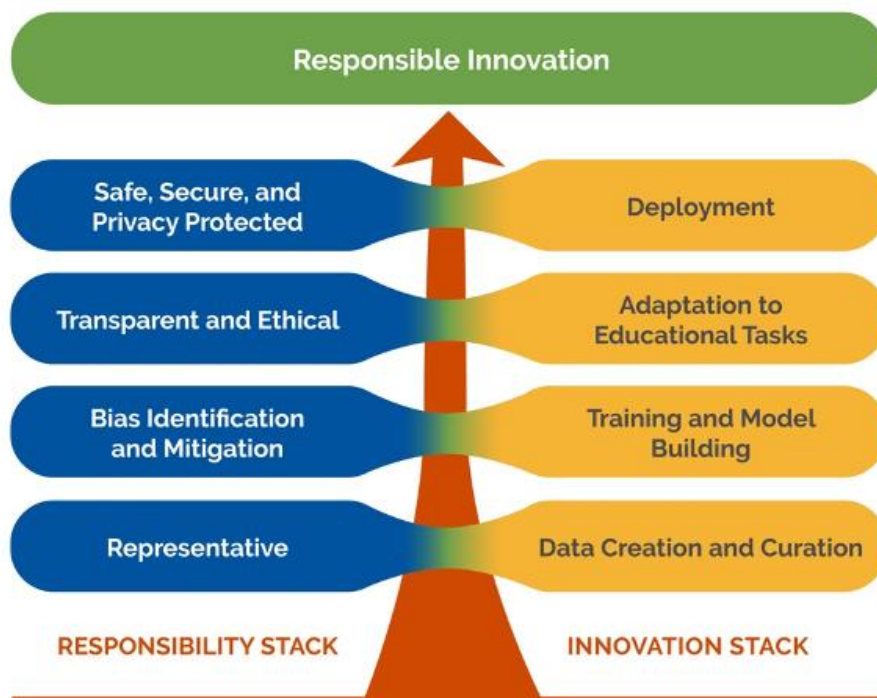 Responsible Innovation
Safe, Secure, and
Privacy Protected
Deployment
Transparent and Ethical
Adaptation to
Educational Tasks
Bias Identification
and Mitigation
Training and Model
Building
Representative
Data Creation and Curation
RESPONSIBILITY STACK
INNOVATION STACK